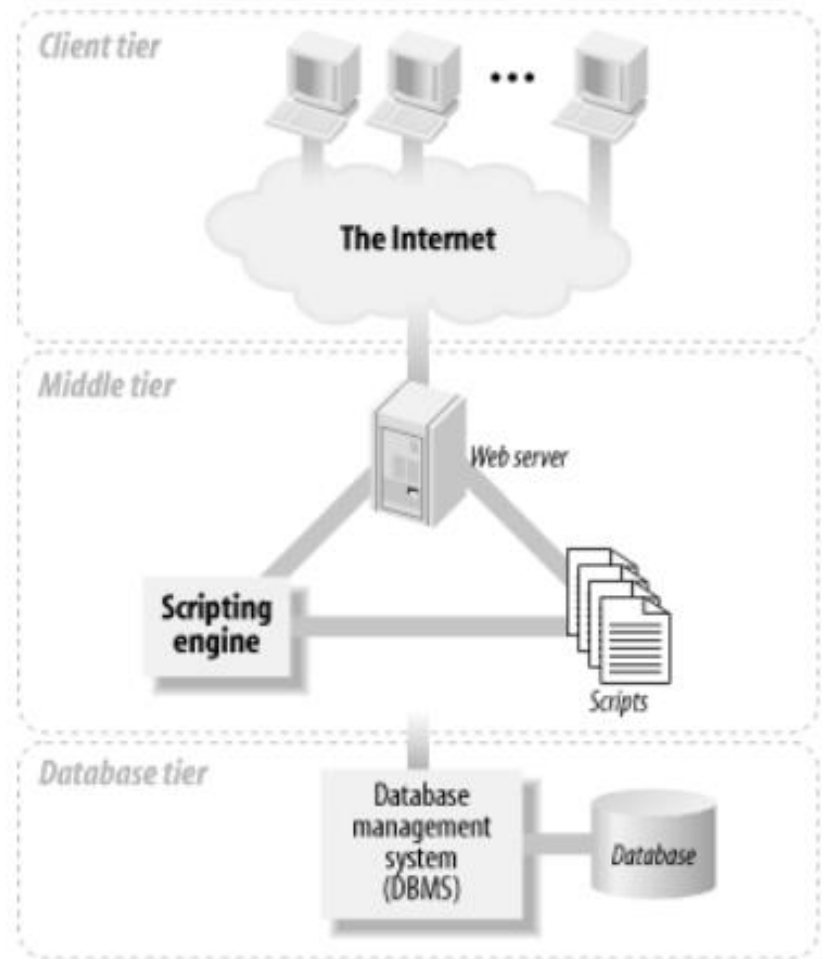 Client tier
The Internet
Middle tier
Web server
Scripting
engine
Scripts
Database tier
Database
management
system
(DBMS)
Database